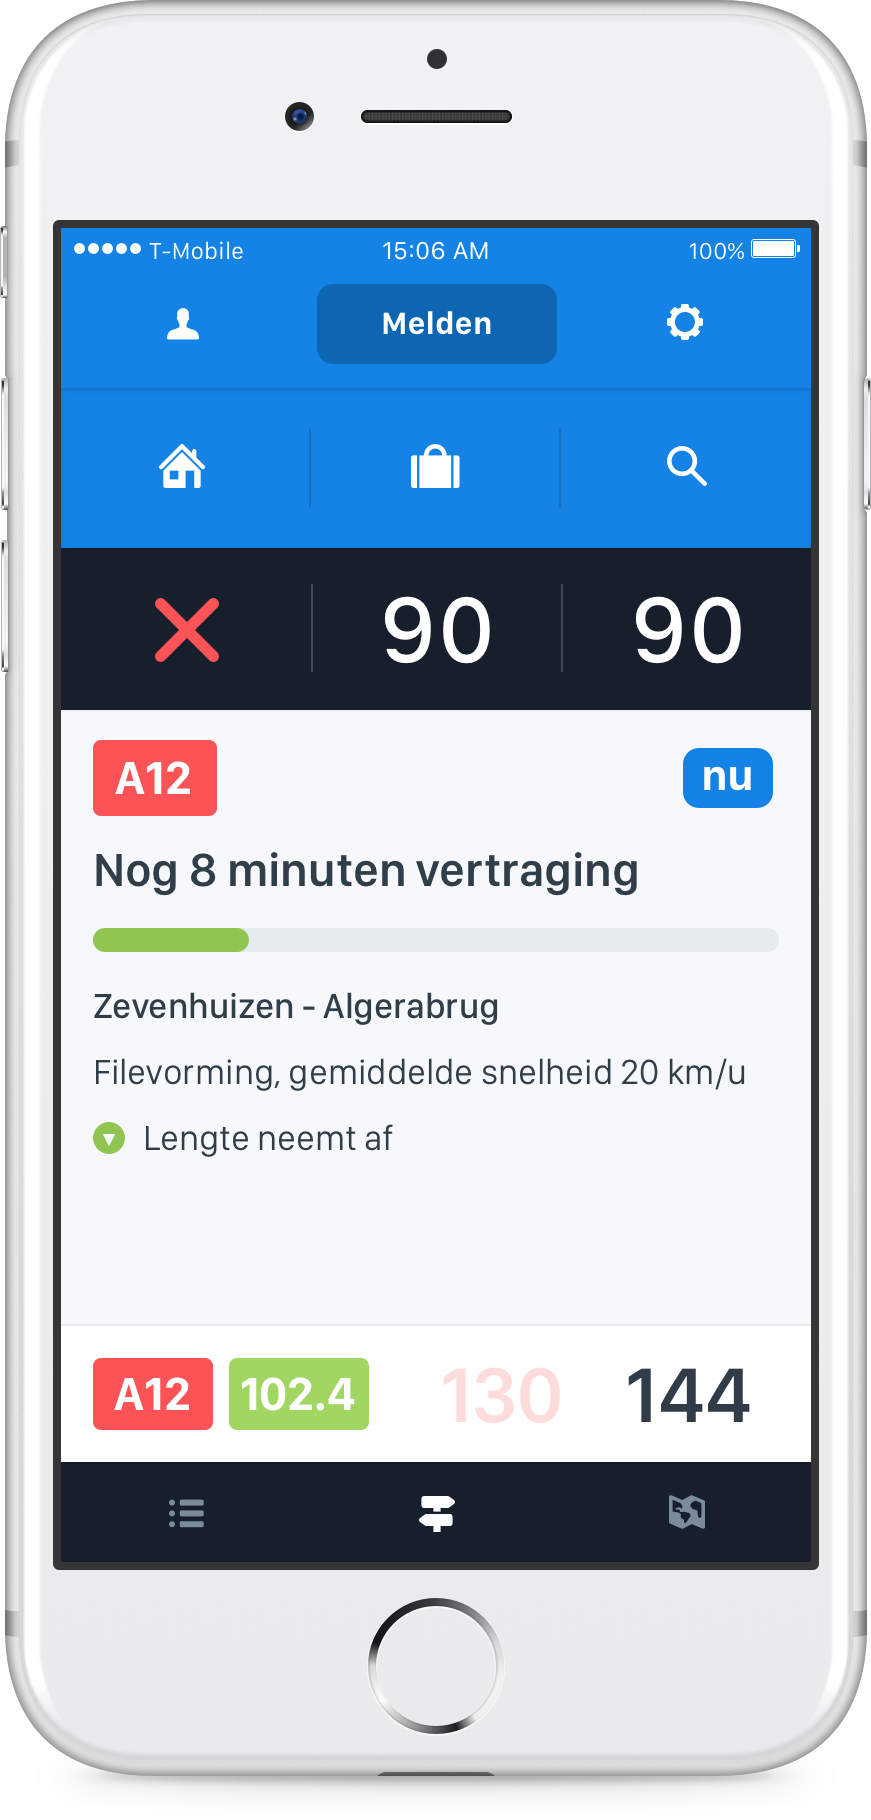 T-Mobile 15:06 AM 100%
Melden
90 90
A12 nu
Nog 8 minuten vertraging
Zevenhuizen - Algerabrug
Filevorming, gemiddelde snelheid 20 km/u
Lengte neemt af
A12 102.4 130 144